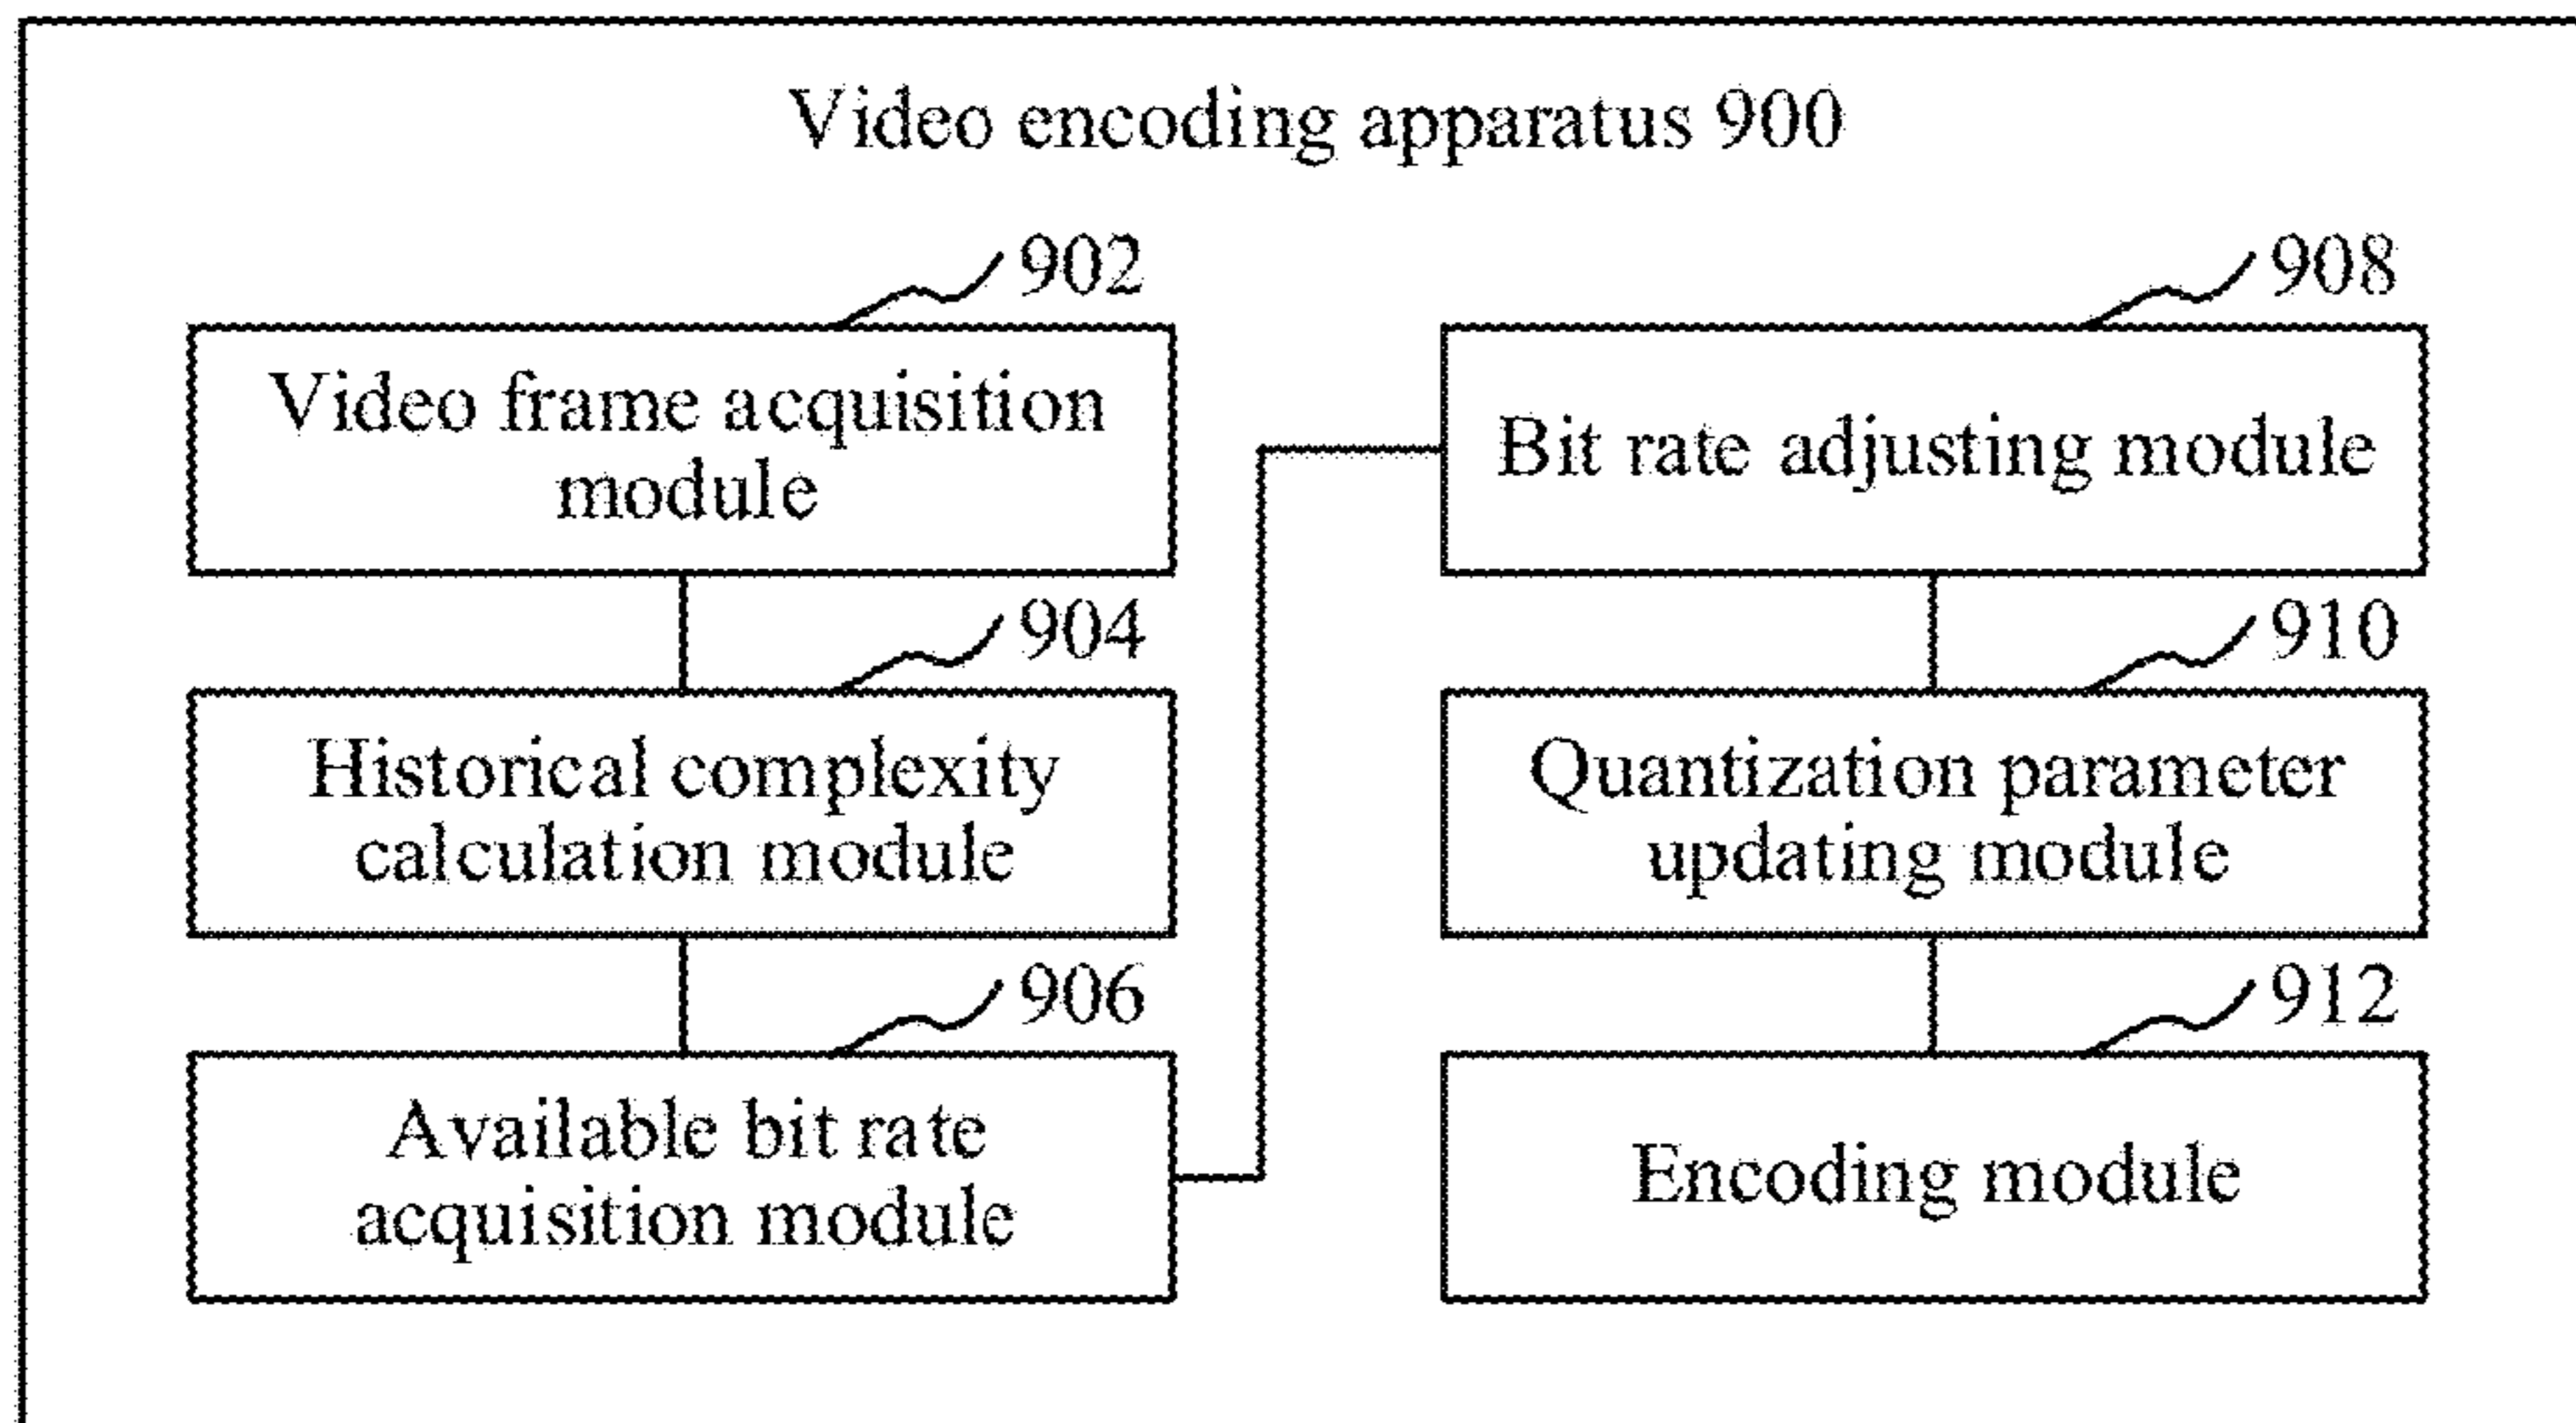 Video encoding apparatus 900
902
Video frame acquisition
module
904
Historical complexity
calculation module
906
Available bit rate
acquisition module
908
Bit rate adjusting module
910
Quantization parameter
updating module
912
Encoding module